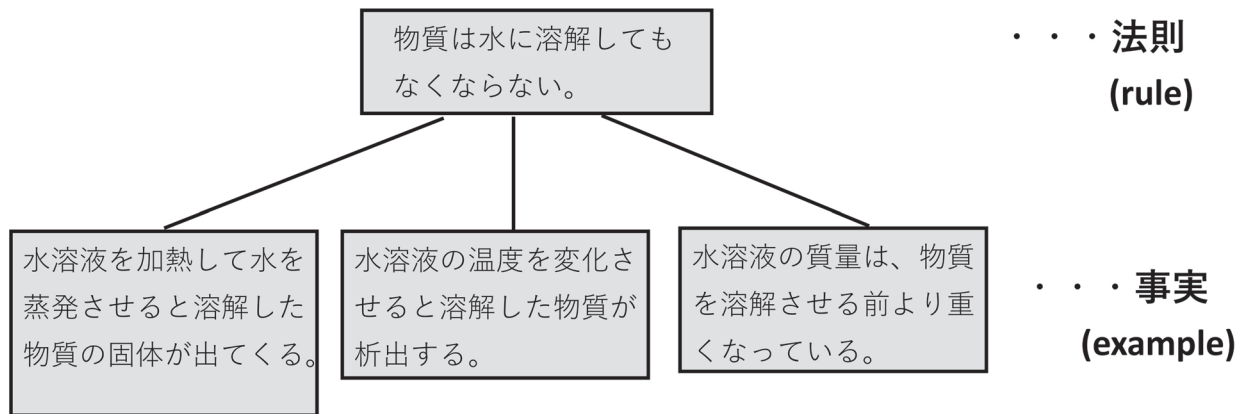 物質は水に溶解しても
なくならない。
・・・法則
(rule)
水溶液を加熱して水を
蒸発させると溶解した
物質の固体が出てくる。
水溶液の温度を変化さ
せると溶解した物質が
析出する。
水溶液の質量は、物質
を溶解させる前より重
くなっている。
・・・事実
(example)